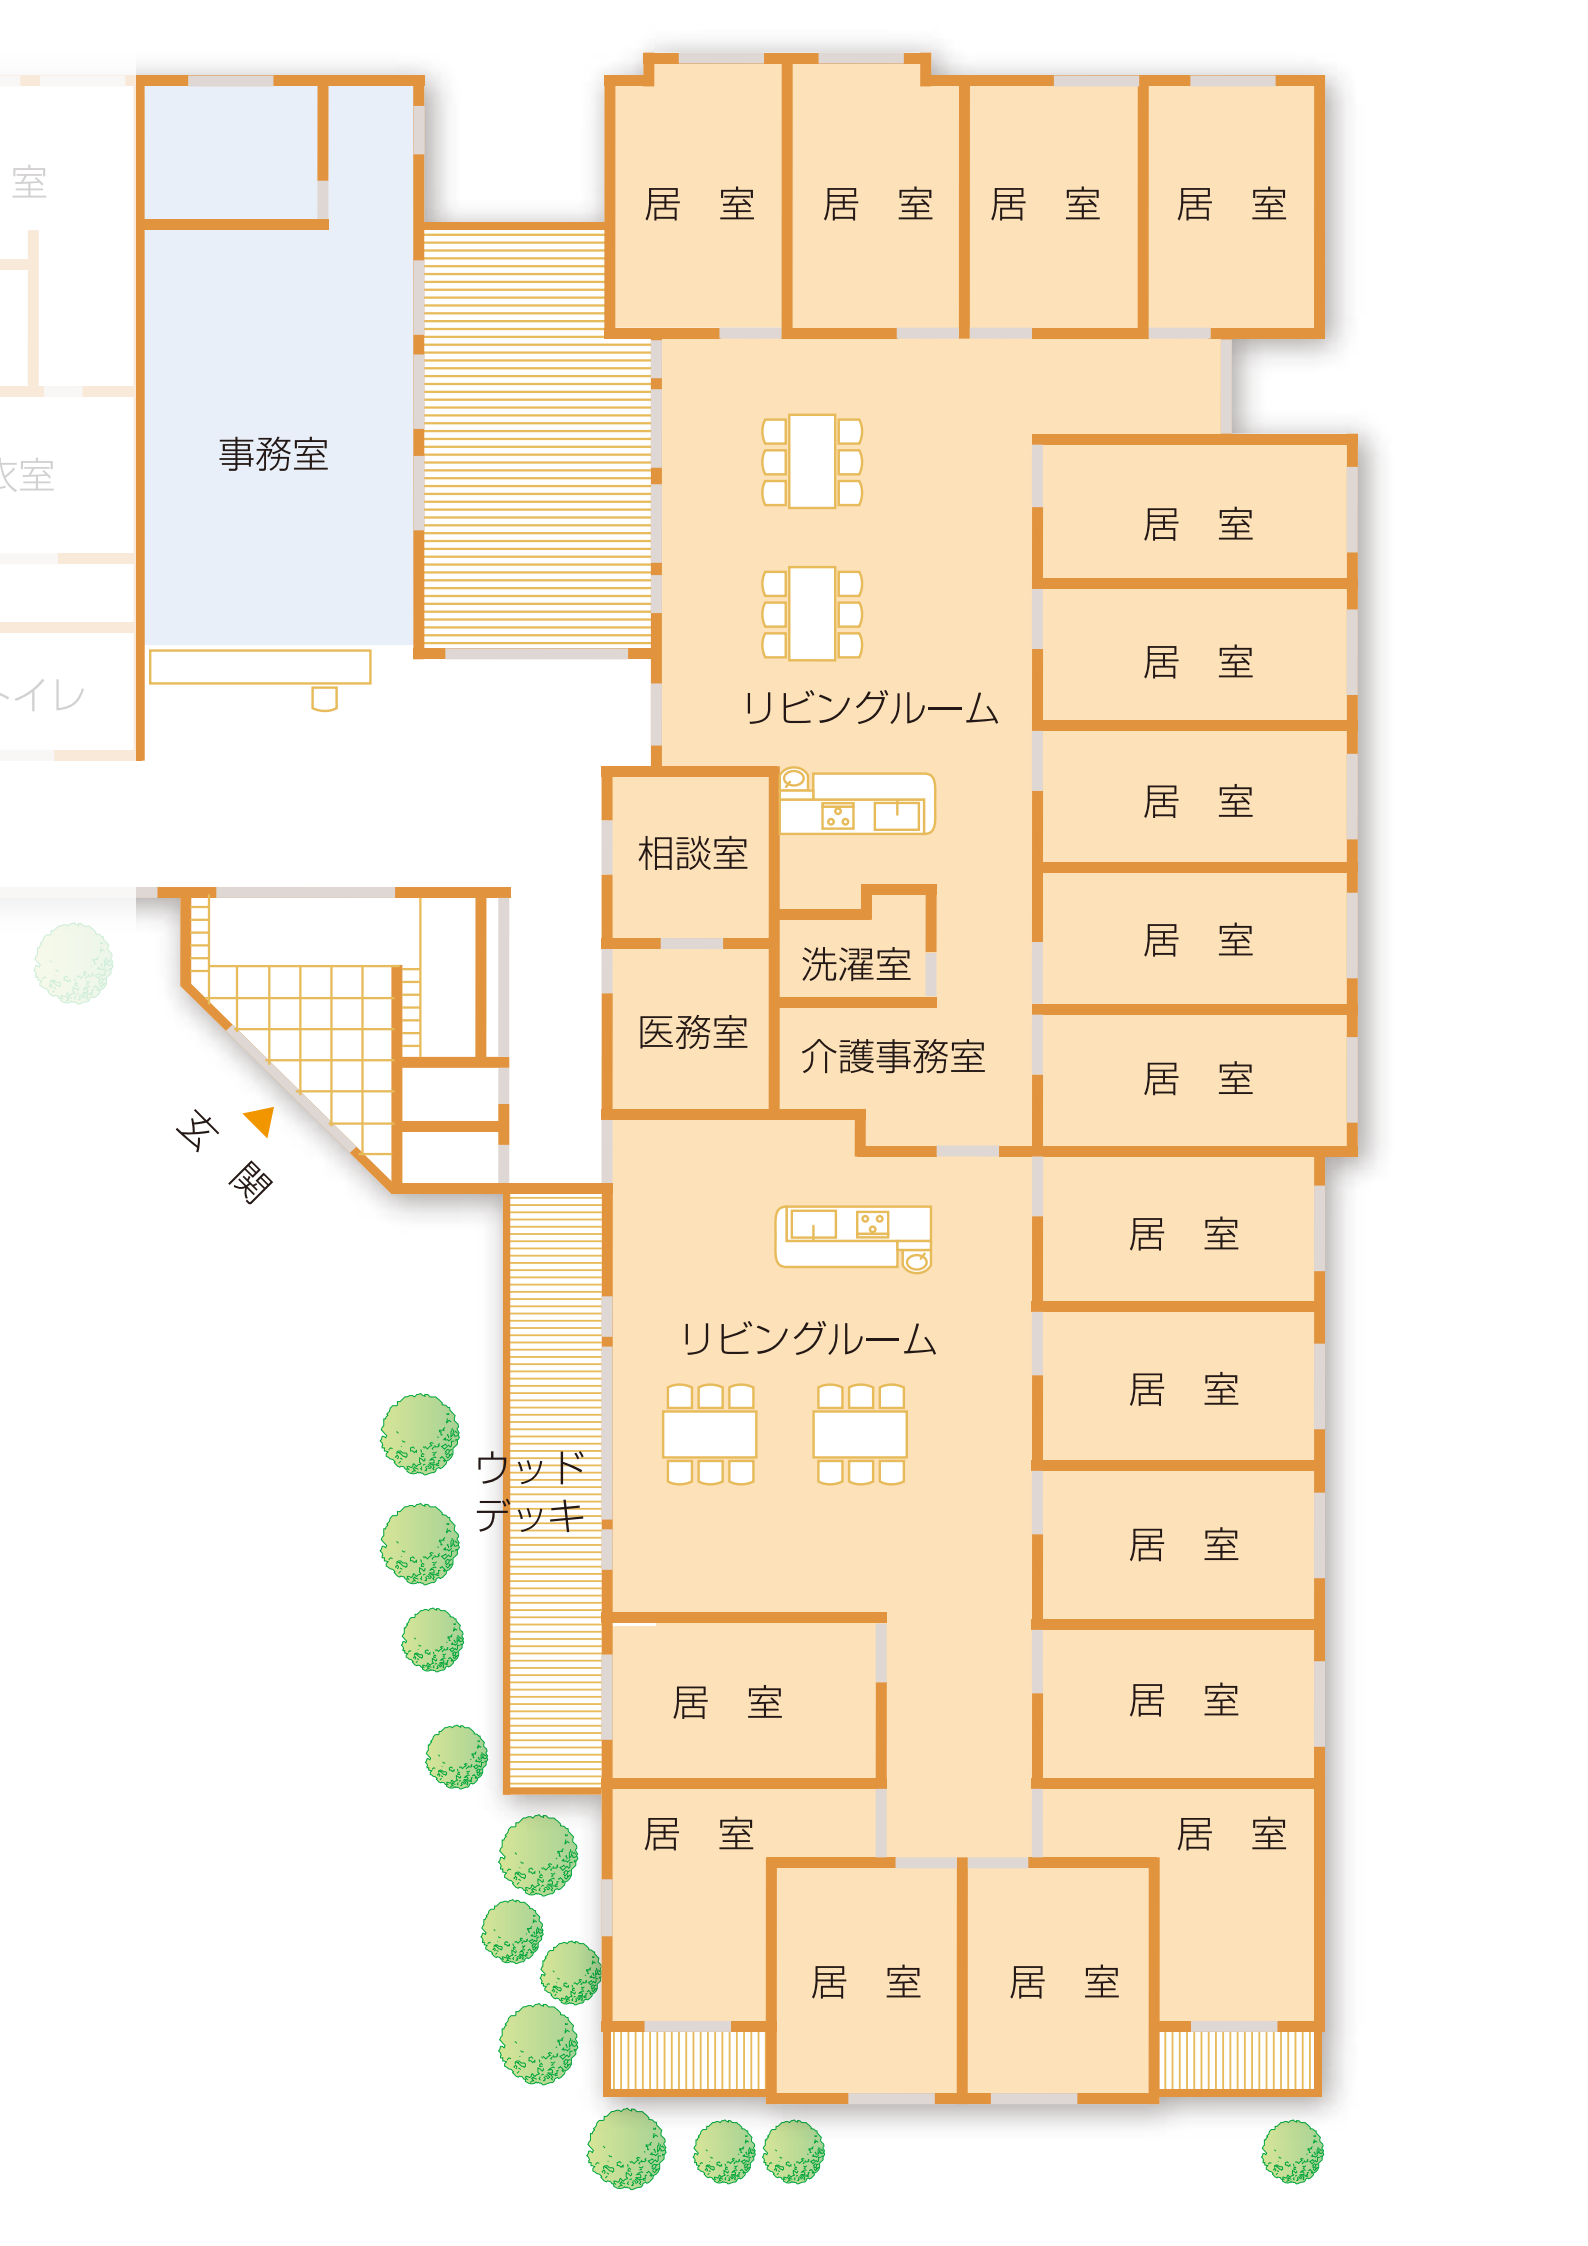 室
居　室
居　室
居　室
居　室
事務室
衣室
居　室
居　室
トイレ
リビングルーム
居　室
相談室
居　室
洗濯室
医務室
介護事務室
居　室
玄　関
居　室
リビングルーム
居　室
ウッド
デッキ
居　室
居　室
居　室
居　室
居　室
居　室
居　室